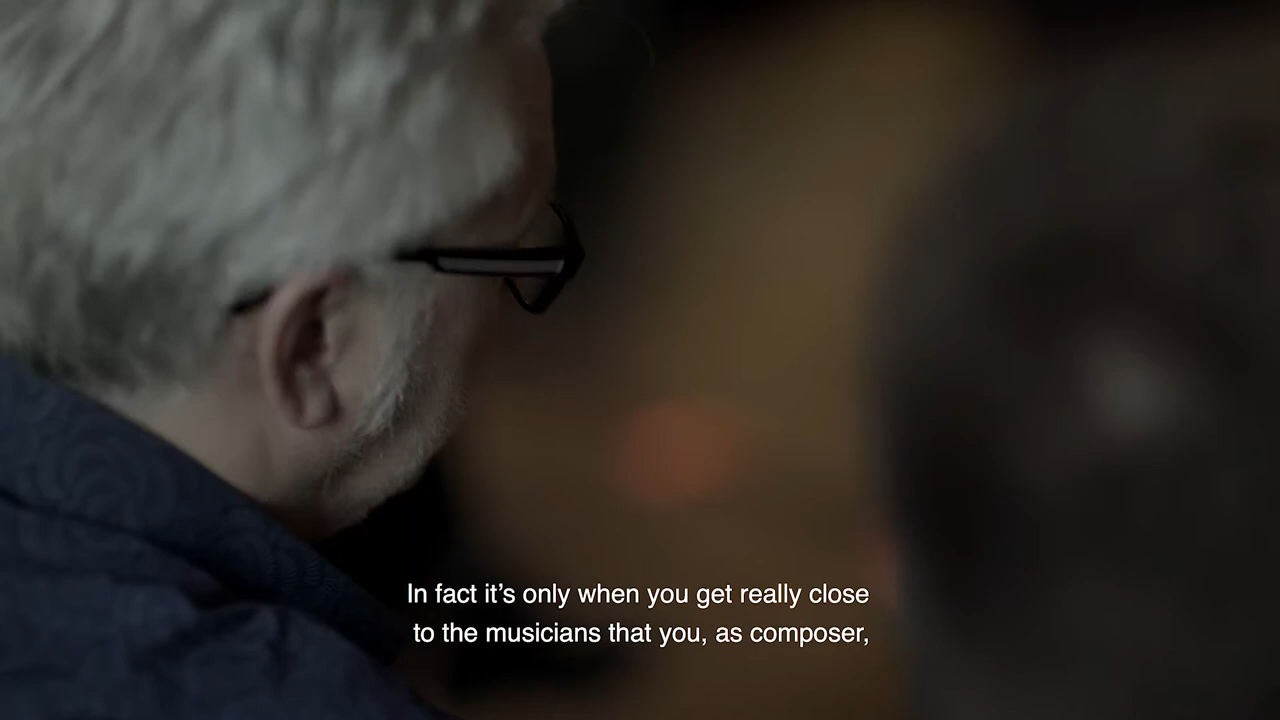 In fact it's only when you get really close
to the musicians that you, as composer,